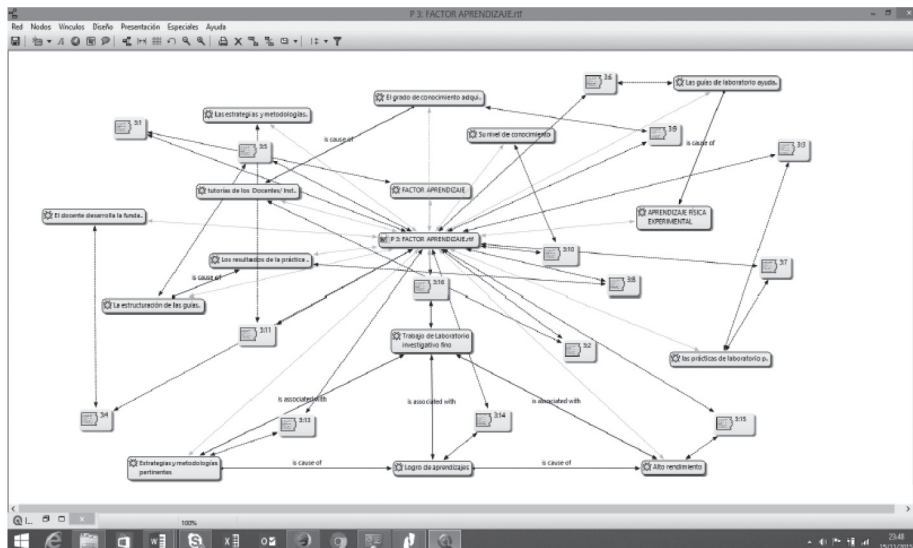 P 3: FACTOR APRENDIZAJE.rtf
Red Nodos Vínculos Diseño Presentación Especiales Ayuda
3:6
Las guías de laboratorio ayuda..
El grado de conocimiento adqui..
Las estrategias y metodologías..
3:1
Su nivel de conocimiento
3:9
is cause of
is cause of
3:3
3:5
tutorías de los Docentes/ Inst..
FACTOR APRENDIZAJE
El docente desarrolla la funda..
APRENDIZAJE FÍSICA
EXPERIMENTAL
P 3: FACTOR APRENDIZAJE.rtf
3:10
Los resultados de la práctica ..
3:7
is cause of
3:8
3:16
La estructuración de las guías..
3:11
Trabajo de Laboratorio
investigativo fino
3:2
las prácticas de laboratorio p..
is associated with
is associated with
is associated with
3:4
3:13
3:14
3:15
Estrategias y metodologías
pertinentes
is cause of
Logro de aprendizajes
is cause of
Alto rendimiento
100%
23:48